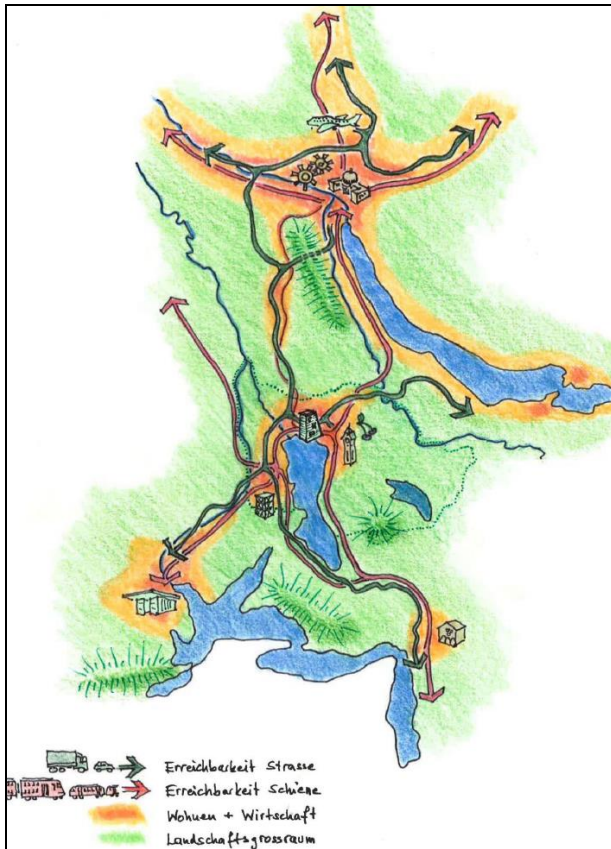 Erreichbarkeit Strasse
Erreichbarkeit Schiene
Wohnen + Wirtschaft
Landschaftsgrossraum